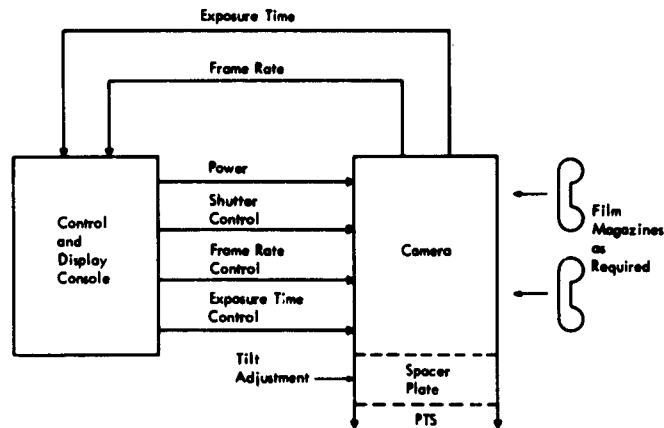 Exposure Time
Frame Rate
Power
Shutter
Control
Frame Rate
Control
Exposure Time
Control
Control
and
Display
Console
Camera
Film
Magazines
as
Required
Tilt
Adjustment
Spacer
Plate
PTS